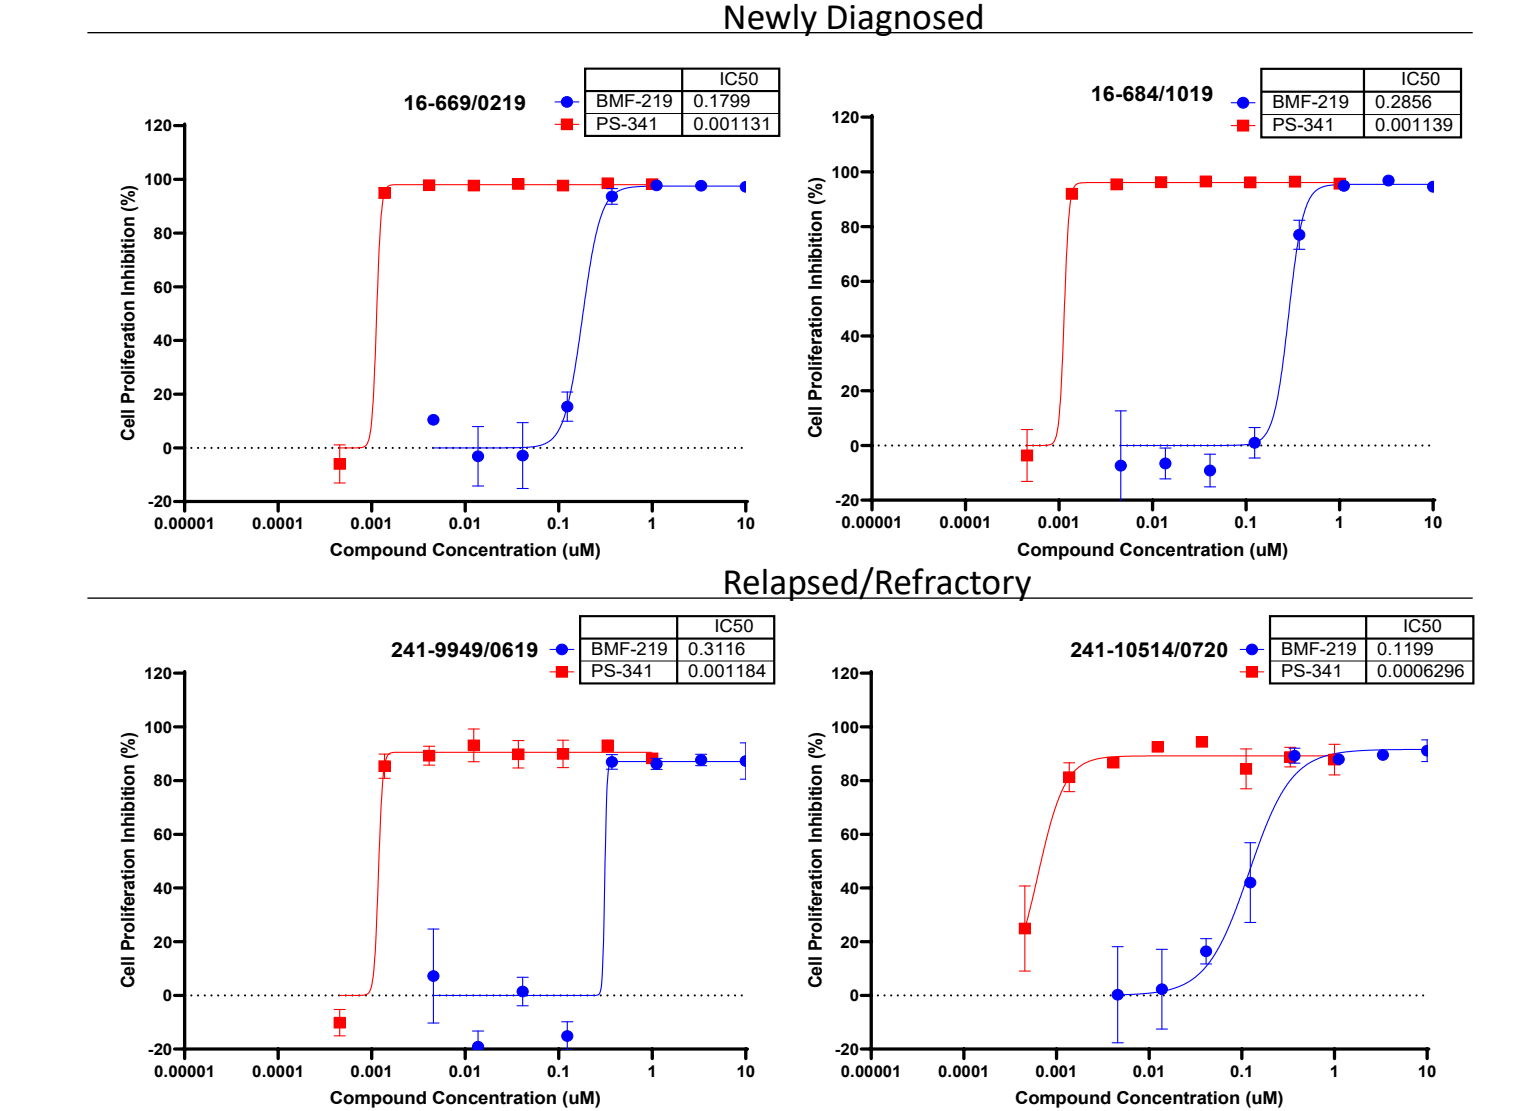 Newly Diagnosed
16-669/0219
IC50
BMF-219 0.1799
PS-341 0.001131
120
100
80
60
40
20
0
-20
Cell Proliferation Inhibition (%)
0.00001 0.0001 0.001 0.01 0.1 1 10
Compound Concentration (uM)
16-684/1019
IC50
BMF-219 0.2856
PS-341 0.001139
120
100
80
60
40
20
0
-20
Cell Proliferation Inhibition (%)
0.00001 0.0001 0.001 0.01 0.1 1 10
Compound Concentration (uM)
Relapsed/Refractory
241-9949/0619
IC50
BMF-219 0.3116
PS-341 0.001184
120
100
80
60
40
20
0
-20
Cell Proliferation Inhibition (%)
0.00001 0.0001 0.001 0.01 0.1 1 10
Compound Concentration (uM)
241-10514/0720
IC50
BMF-219 0.1199
PS-341 0.0006296
120
100
80
60
40
20
0
-20
Cell Proliferation Inhibition (%)
0.00001 0.0001 0.001 0.01 0.1 1 10
Compound Concentration (uM)